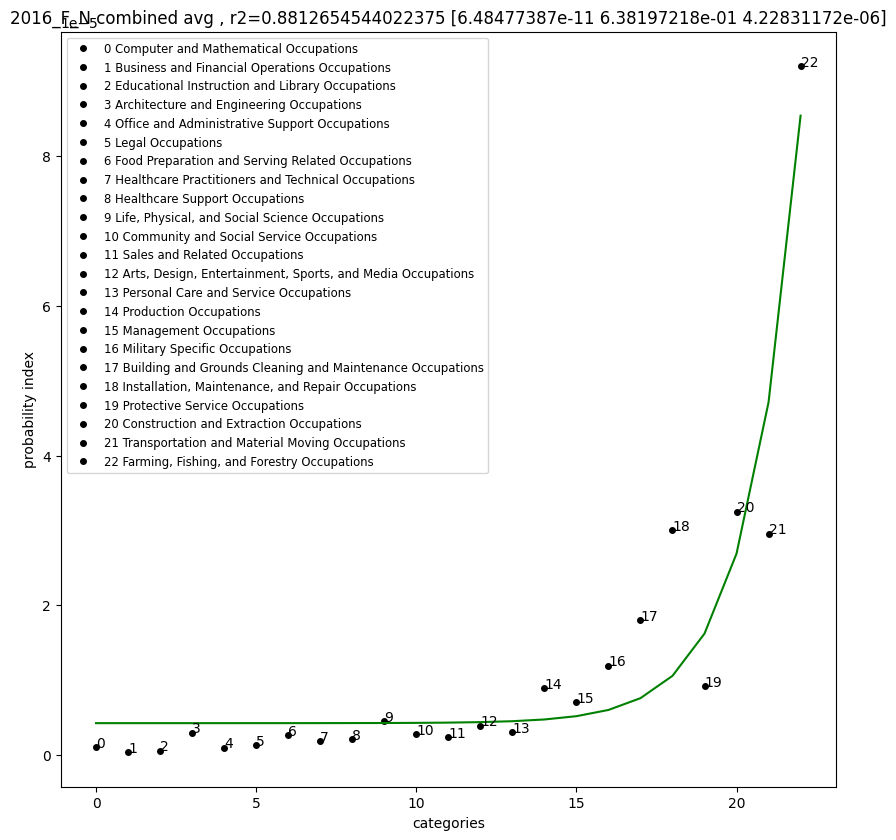 2016_F_N combined avg , r2=0.8812654544022375 [6.48477387e-11 6.38197218e-01 4.22831172e-06]
1e-5
0 Computer and Mathematical Occupations
1 Business and Financial Operations Occupations
2 Educational Instruction and Library Occupations
3 Architecture and Engineering Occupations
4 Office and Administrative Support Occupations
5 Legal Occupations
6 Food Preparation and Serving Related Occupations
7 Healthcare Practitioners and Technical Occupations
8 Healthcare Support Occupations
9 Life, Physical, and Social Science Occupations
10 Community and Social Service Occupations
11 Sales and Related Occupations
12 Arts, Design, Entertainment, Sports, and Media Occupations
13 Personal Care and Service Occupations
14 Production Occupations
15 Management Occupations
16 Military Specific Occupations
17 Building and Grounds Cleaning and Maintenance Occupations
18 Installation, Maintenance, and Repair Occupations
19 Protective Service Occupations
20 Construction and Extraction Occupations
21 Transportation and Material Moving Occupations
22 Farming, Fishing, and Forestry Occupations
22
8
6
4
2
0
probability index
20
18
21
17
16
14
15
19
9
12
13
10
11
3
6
7
8
0
1
2
4
5
0
5
10
15
20
categories